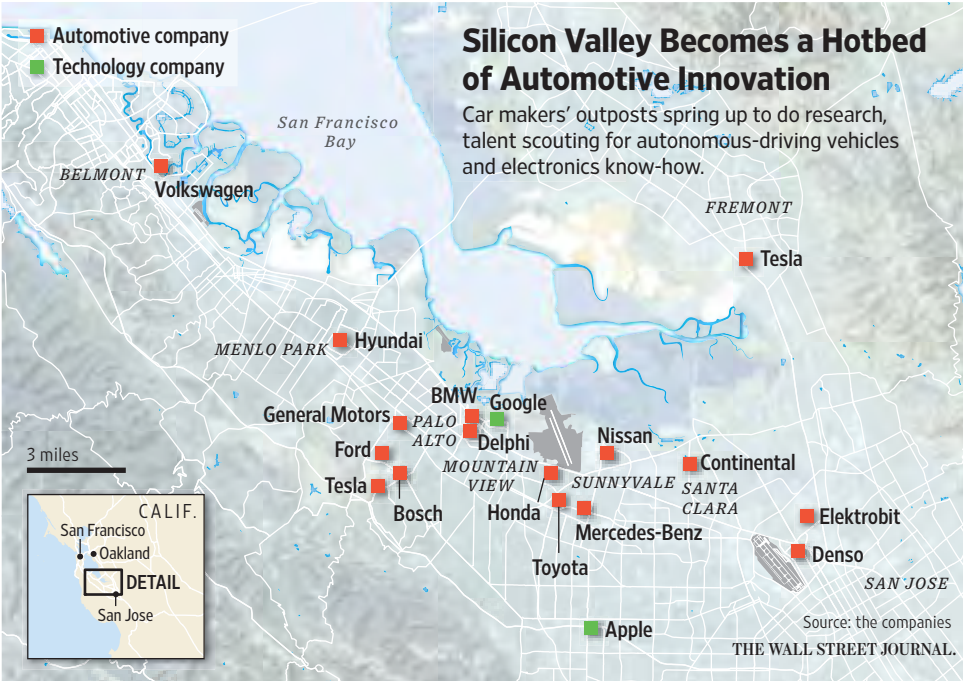 Automotive company
Technology company
Silicon Valley Becomes a Hotbed
of Automotive Innovation
Car makers’ outposts spring up to do research,
talent scouting for autonomous-driving vehicles
and electronics know-how.
San Francisco
Bay
BELMONT
Volkswagen
FREMONT
Tesla
MENLO PARK
Hyundai
BMW
Google
General Motors
PALO
ALTO
Delphi
Ford
Nissan
MOUNTAIN
VIEW
Continental
Tesla
SUNNYVALE
SANTA
CLARA
Bosch
Honda
Mercedes-Benz
Elektrobit
Toyota
Denso
SAN JOSE
Apple
3 miles
CALIF.
San Francisco
Oakland
DETAIL
San Jose
Source: the companies
THE WALL STREET JOURNAL.